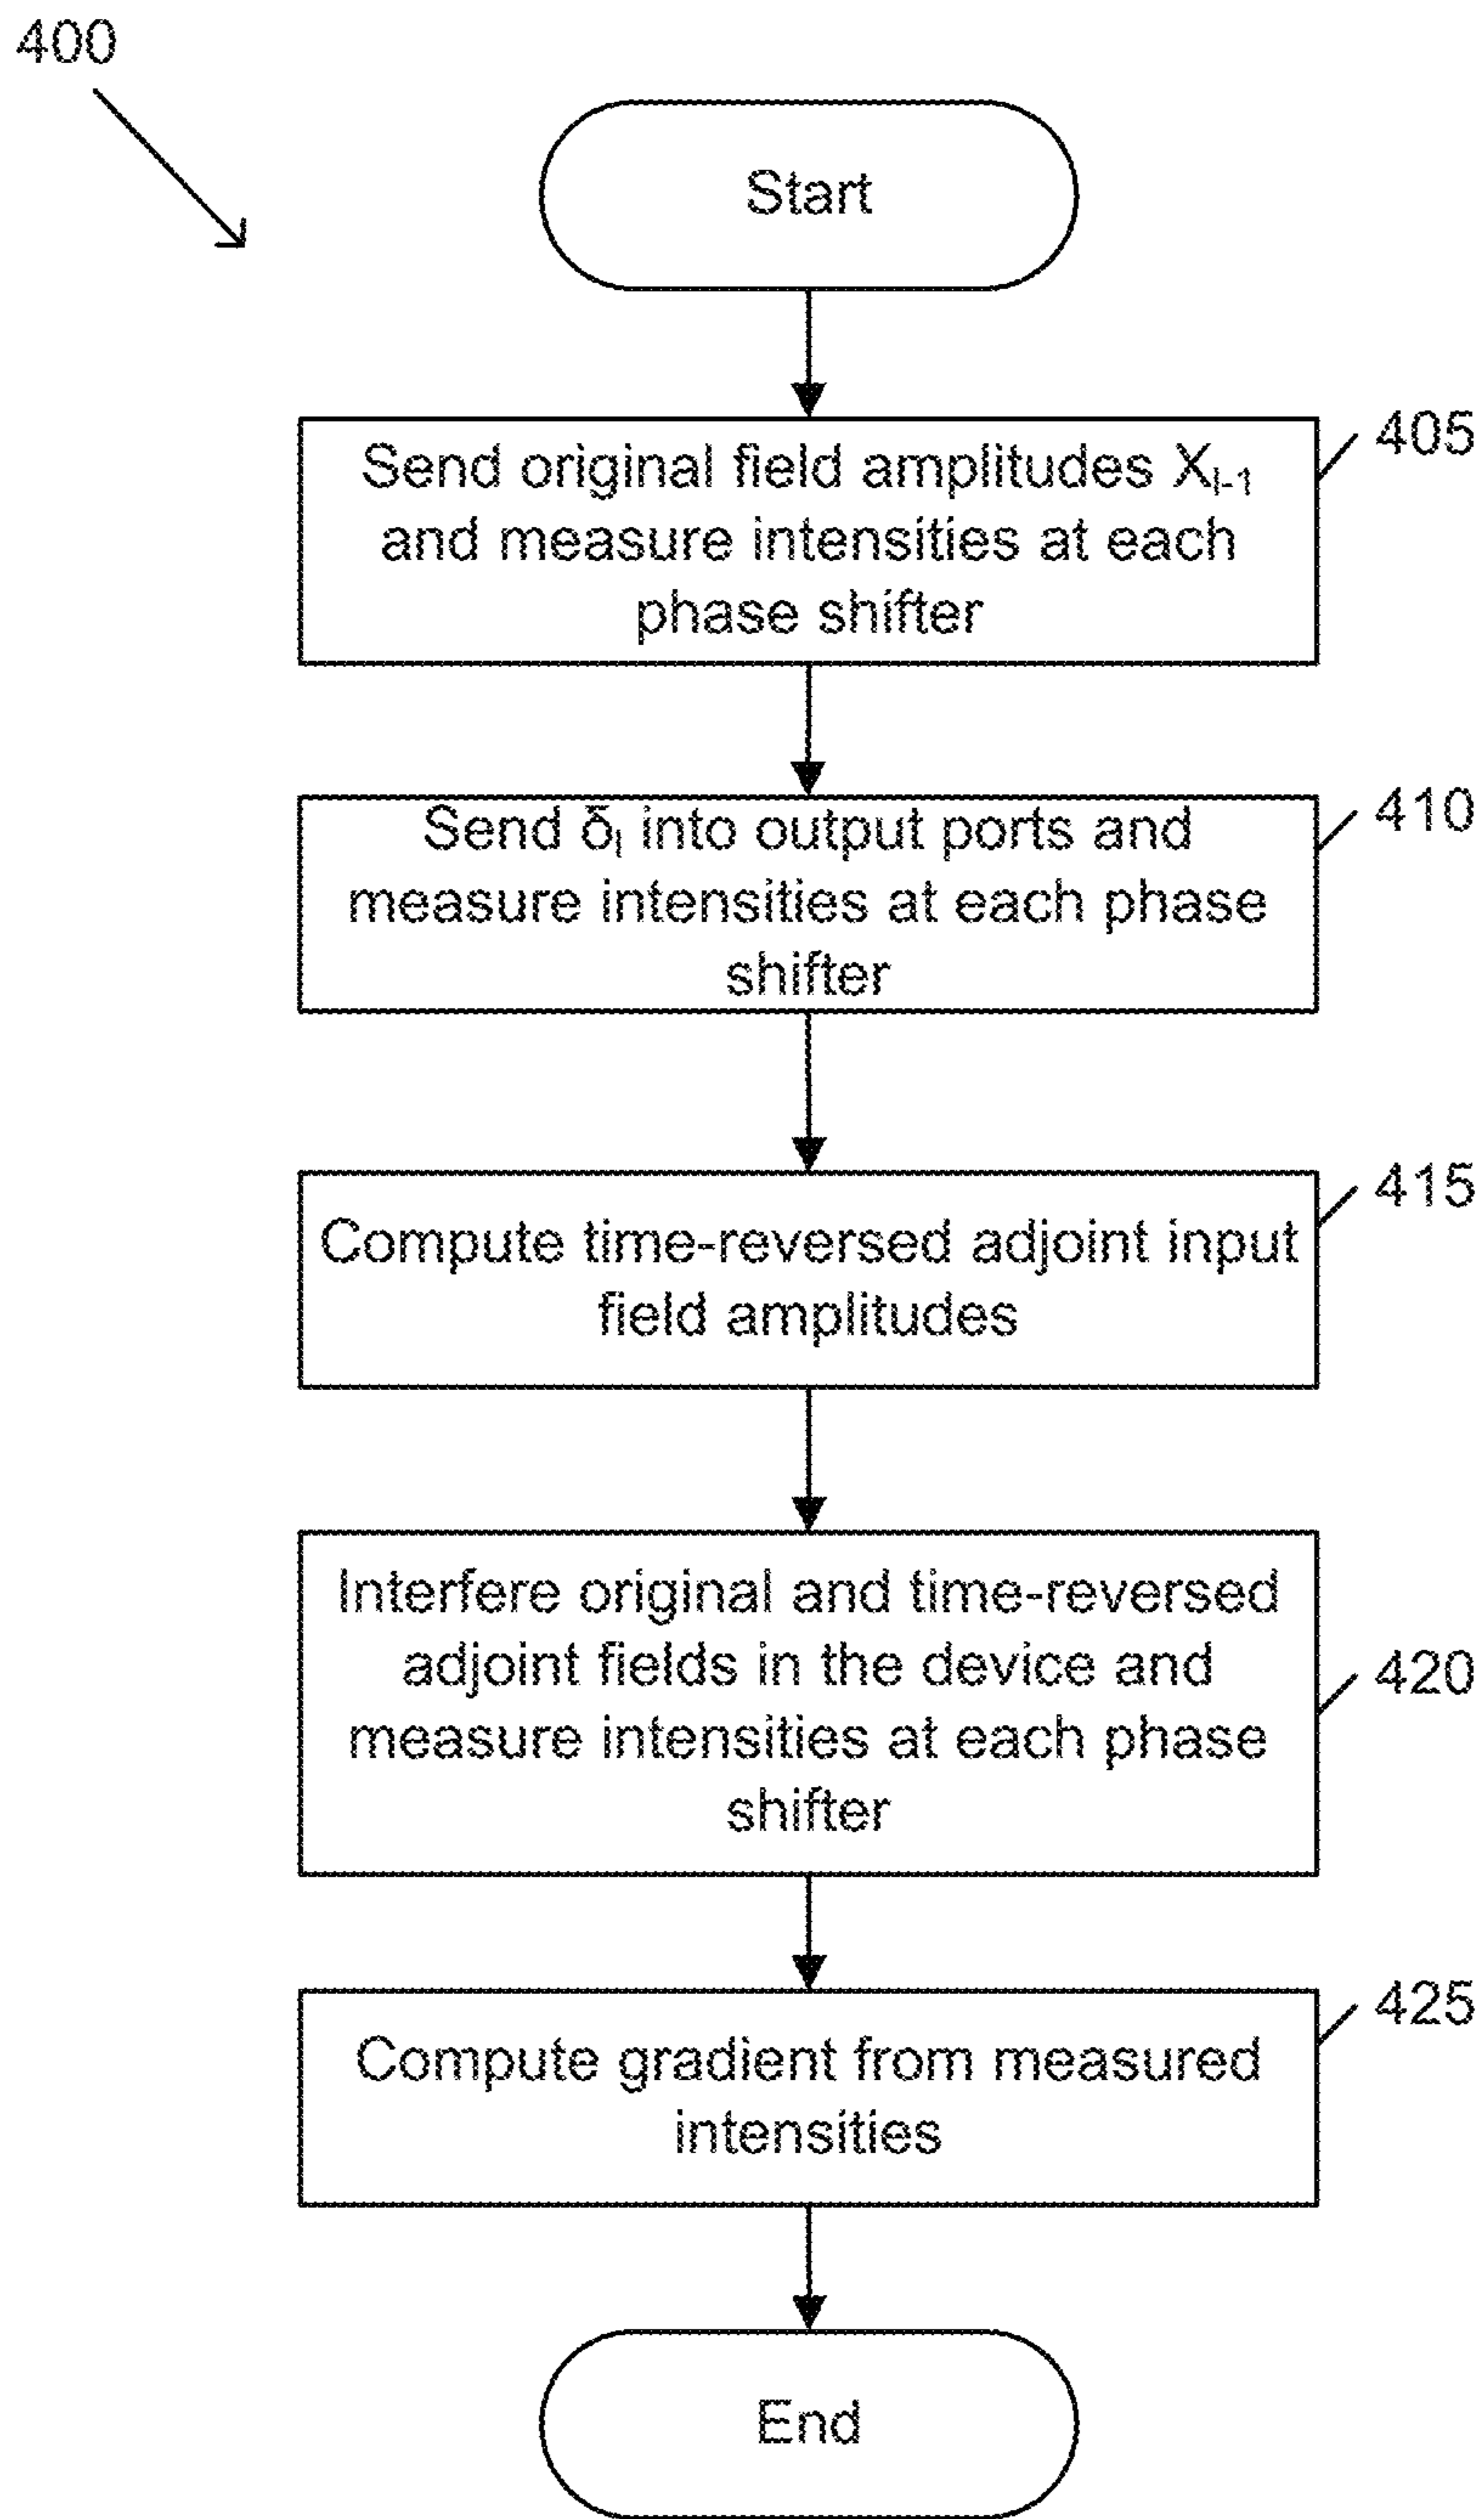 400
Start
405
Send original field amplitudes Xₗ₋₁
and measure intensities at each
phase shifter
410
Send δₗ into output ports and
measure intensities at each phase
shifter
415
Compute time-reversed adjoint input
field amplitudes
Interfere original and time-reversed
adjoint fields in the device and
420
measure intensities at each phase
shifter
425
Compute gradient from measured
intensities
End